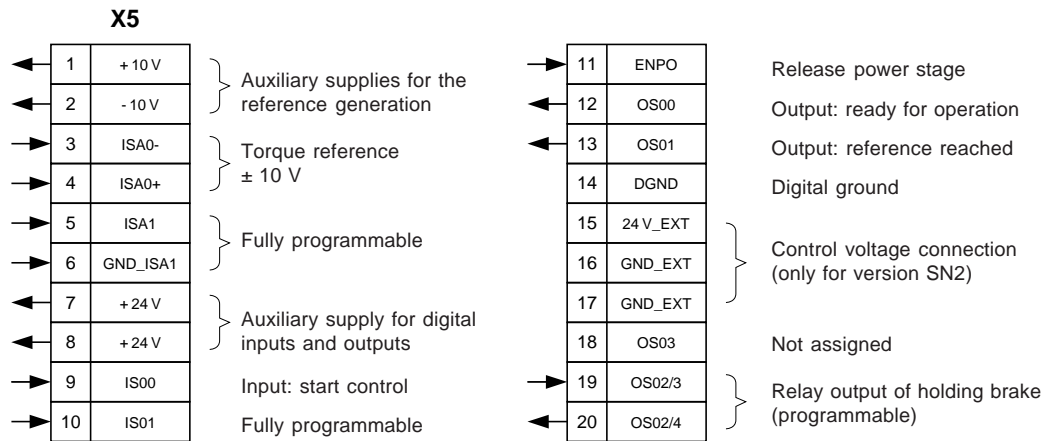 X5
1 + 10 V
2 - 10 V
Auxiliary supplies for the
reference generation
3 ISA0-
4 ISA0+
Torque reference
± 10 V
5 ISA1
6 GND_ISA1
Fully programmable
7 + 24 V
8 + 24 V
Auxiliary supply for digital
inputs and outputs
9 IS00 Input: start control
10 IS01 Fully programmable
11 ENPO Release power stage
12 OS00 Output: ready for operation
13 OS01 Output: reference reached
14 DGND Digital ground
15 24 V_EXT
16 GND_EXT
17 GND_EXT
Control voltage connection
(only for version SN2)
18 OS03 Not assigned
19 OS02/3
20 OS02/4
Relay output of holding brake
(programmable)